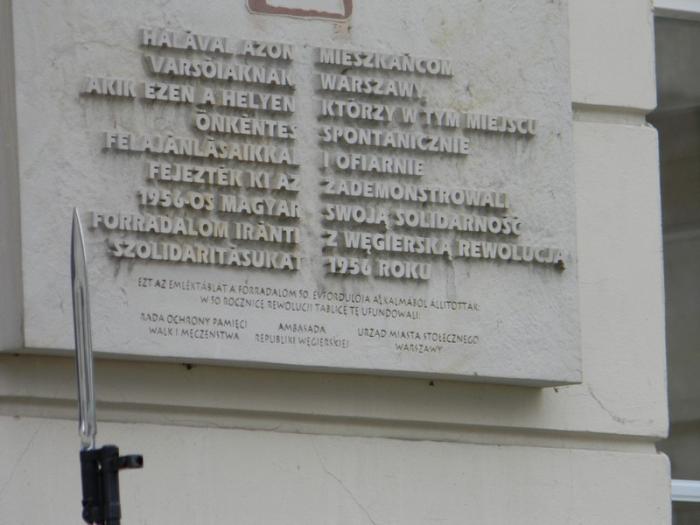 HÁLÁVAL AZON
VARSÓIAKNAK
AKIK EZEN A HELYEN
ÖNKÉNTES
FELAJÁNLÁSAIKKAL
FEJEZTÉK KI AZ
1956-OS MAGYAR
FORRADALOM IRÁNTI
SZOLIDARITÁSUKAT
MIESZKAŃCOM
WARSZAWY,
KTÓRZY W TYM MIEJSCU
SPONTANICZNIE
I OFIARNIE
ZADEMONSTROWALI
SWOJĄ SOLIDARNOŚĆ
Z WĘGIERSKĄ REWOLUCJĄ
1956 ROKU
EZT AZ EMLÉKTÁBLÁT A FORRADALOM 50. ÉVFORDULÓJA ALKALMÁBÓL ÁLLÍTOTTÁK:
W 50 ROCZNICĘ REWOLUCJI TABLICĘ TĘ UFUNDOWALI:
RADA OCHRONY PAMIĘCI
WALK I MĘCZEŃSTWA
AMBASADA
REPUBLIKI WĘGIERSKIEJ
URZĄD MIASTA STOŁECZNEGO
WARSZAWY